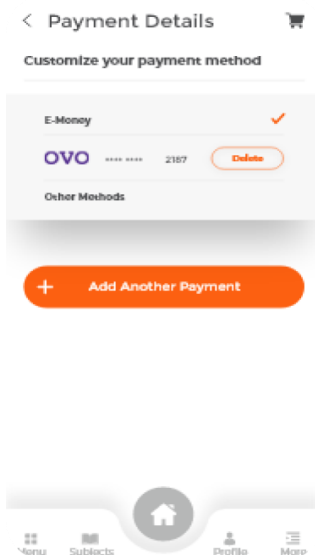 Payment Details
Customize your payment method
E-Money
OVO •••• •••• 2187 Delete
Other Methods
+ Add Another Payment
Menu Subjects Profile More